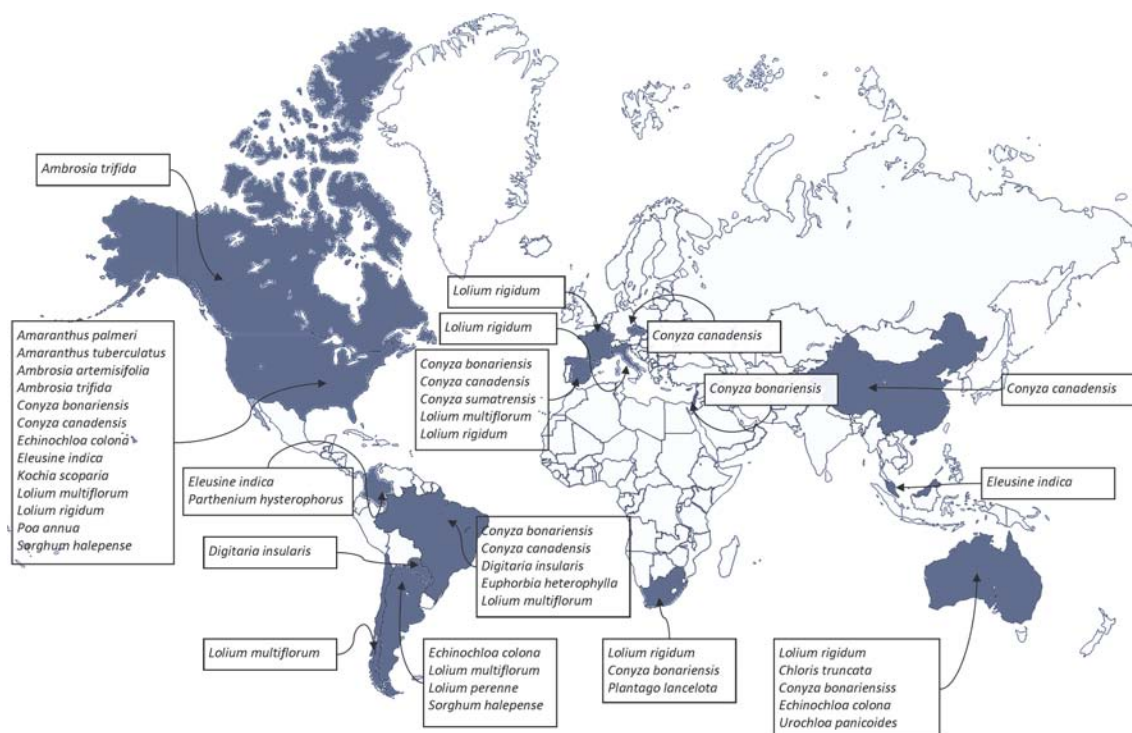 Ambrosia trifida
Lolium rigidum
Lolium rigidum
Conyza canadensis
Amaranthus palmeri
Amaranthus tuberculatus
Ambrosia artemisifolia
Ambrosia trifida
Conyza bonariensis
Conyza canadensis
Echinochloa colona
Eleusine indica
Kochia scoparia
Lolium multiflorum
Lolium rigidum
Poa annua
Sorghum halepense
Conyza bonariensis
Conyza canadensis
Conyza sumatrensis
Lolium multiflorum
Lolium rigidum
Conyza bonariensis
Conyza canadensis
Eleusine indica
Parthenium hysterophorus
Eleusine indica
Digitaria insularis
Conyza bonariensis
Conyza canadensis
Digitaria insularis
Euphorbia heterophylla
Lolium multiflorum
Lolium multiflorum
Echinochloa colona
Lolium multiflorum
Lolium perenne
Sorghum halepense
Lolium rigidum
Conyza bonariensis
Plantago lancelota
Lolium rigidum
Chloris truncata
Conyza bonariensiss
Echinochloa colona
Urochloa panicoides